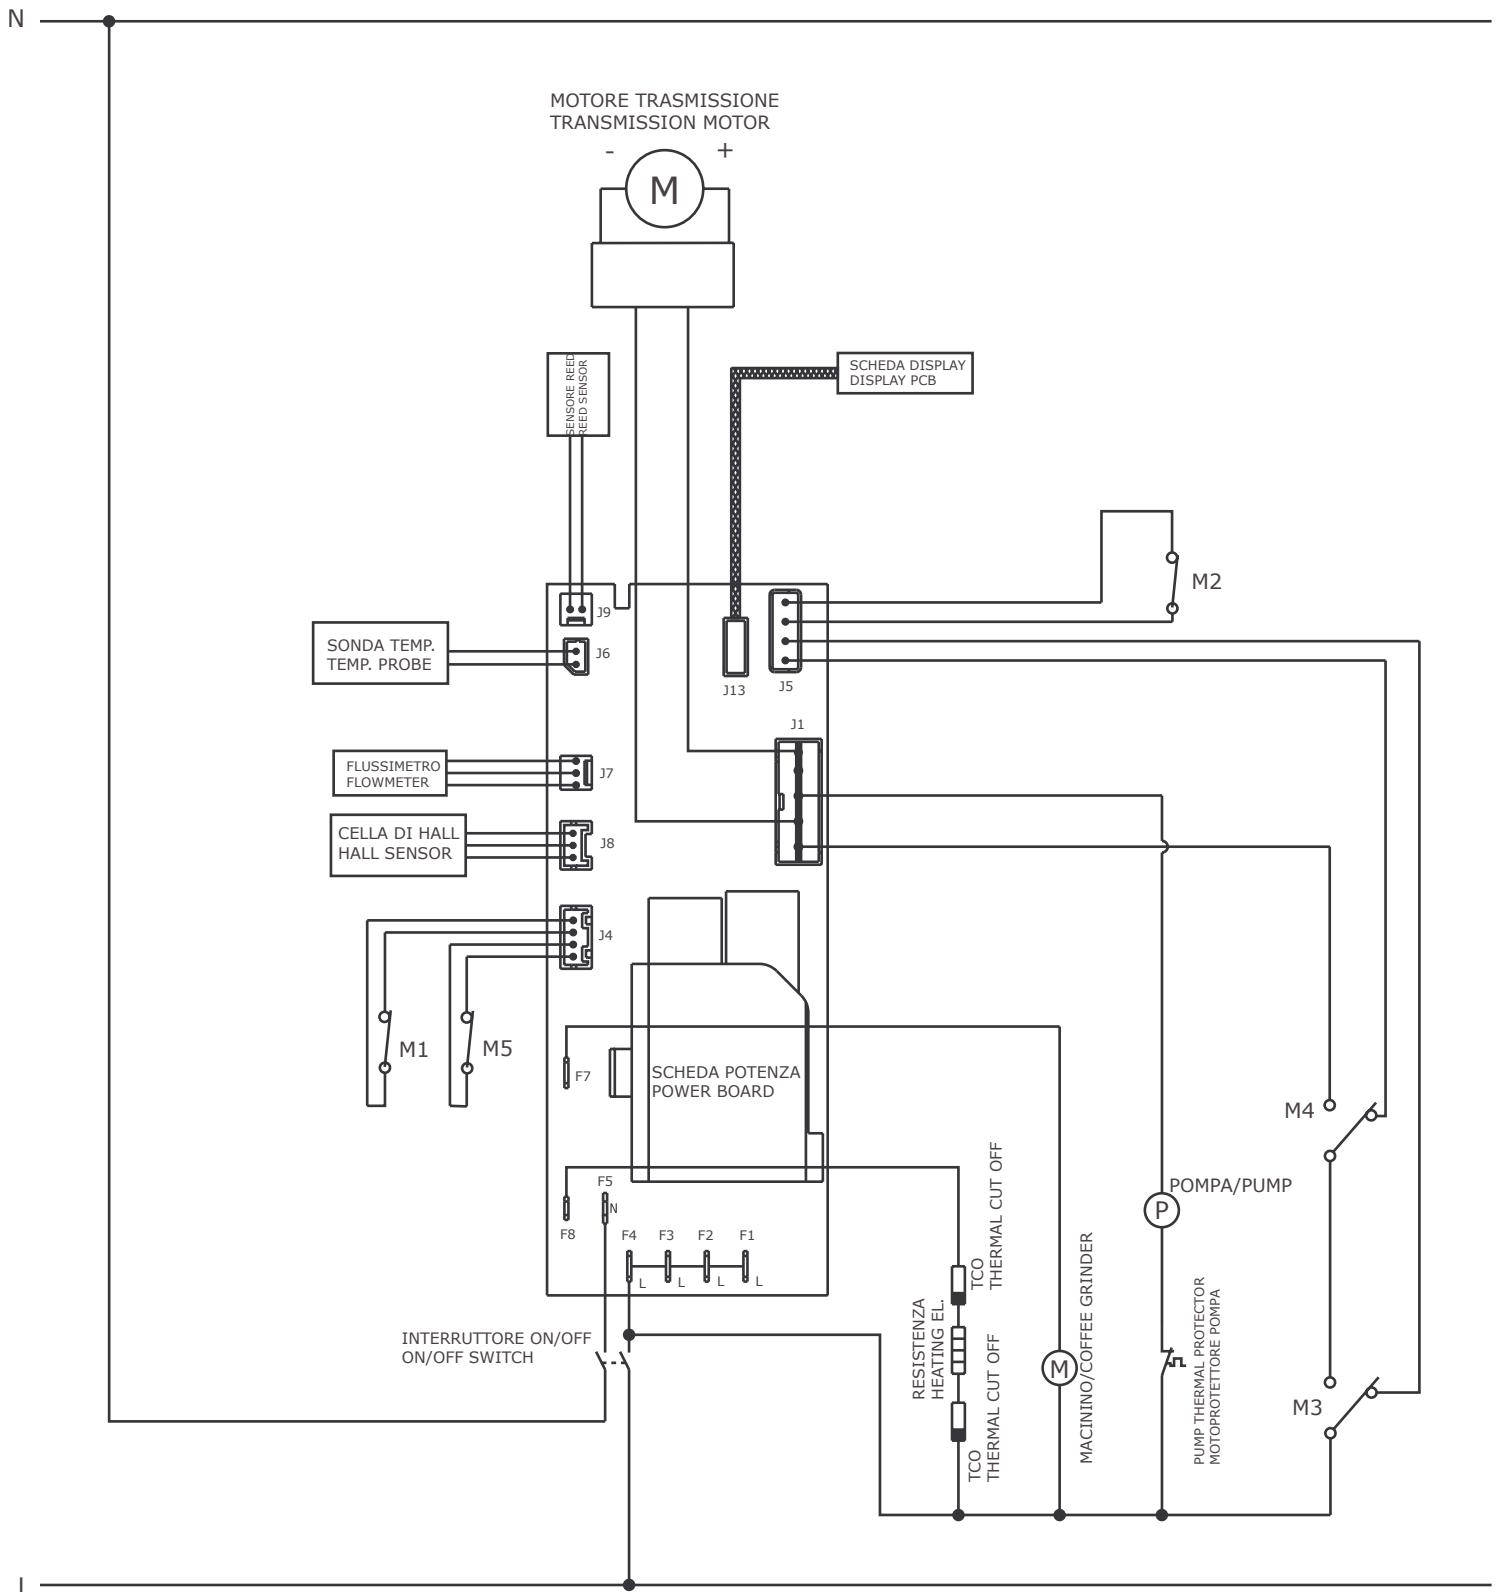 N
MOTORE TRASMISSIONE
TRANSMISSION MOTOR
- +
M
SCHEDA DISPLAY
DISPLAY PCB
SENSORE REED
REED SENSOR
M2
J9
SONDA TEMP.
TEMP. PROBE
J6
J13
J5
J1
FLUSSIMETRO
FLOWMETER
J7
CELLA DI HALL
HALL SENSOR
J8
J4
M1
M5
F7
SCHEDA POTENZA
POWER BOARD
M4
F5
N
F8
F4
F3
F2
F1
L
L
L
L
POMPA/PUMP
P
TCO
THERMAL CUT OFF
RESISTENZA
HEATING EL.
TCO
THERMAL CUT OFF
M
MACININO/COFFEE GRINDER
PUMP THERMAL PROTECTOR
MOTOPROTETTORE POMPA
INTERRUTTORE ON/OFF
ON/OFF SWITCH
M3